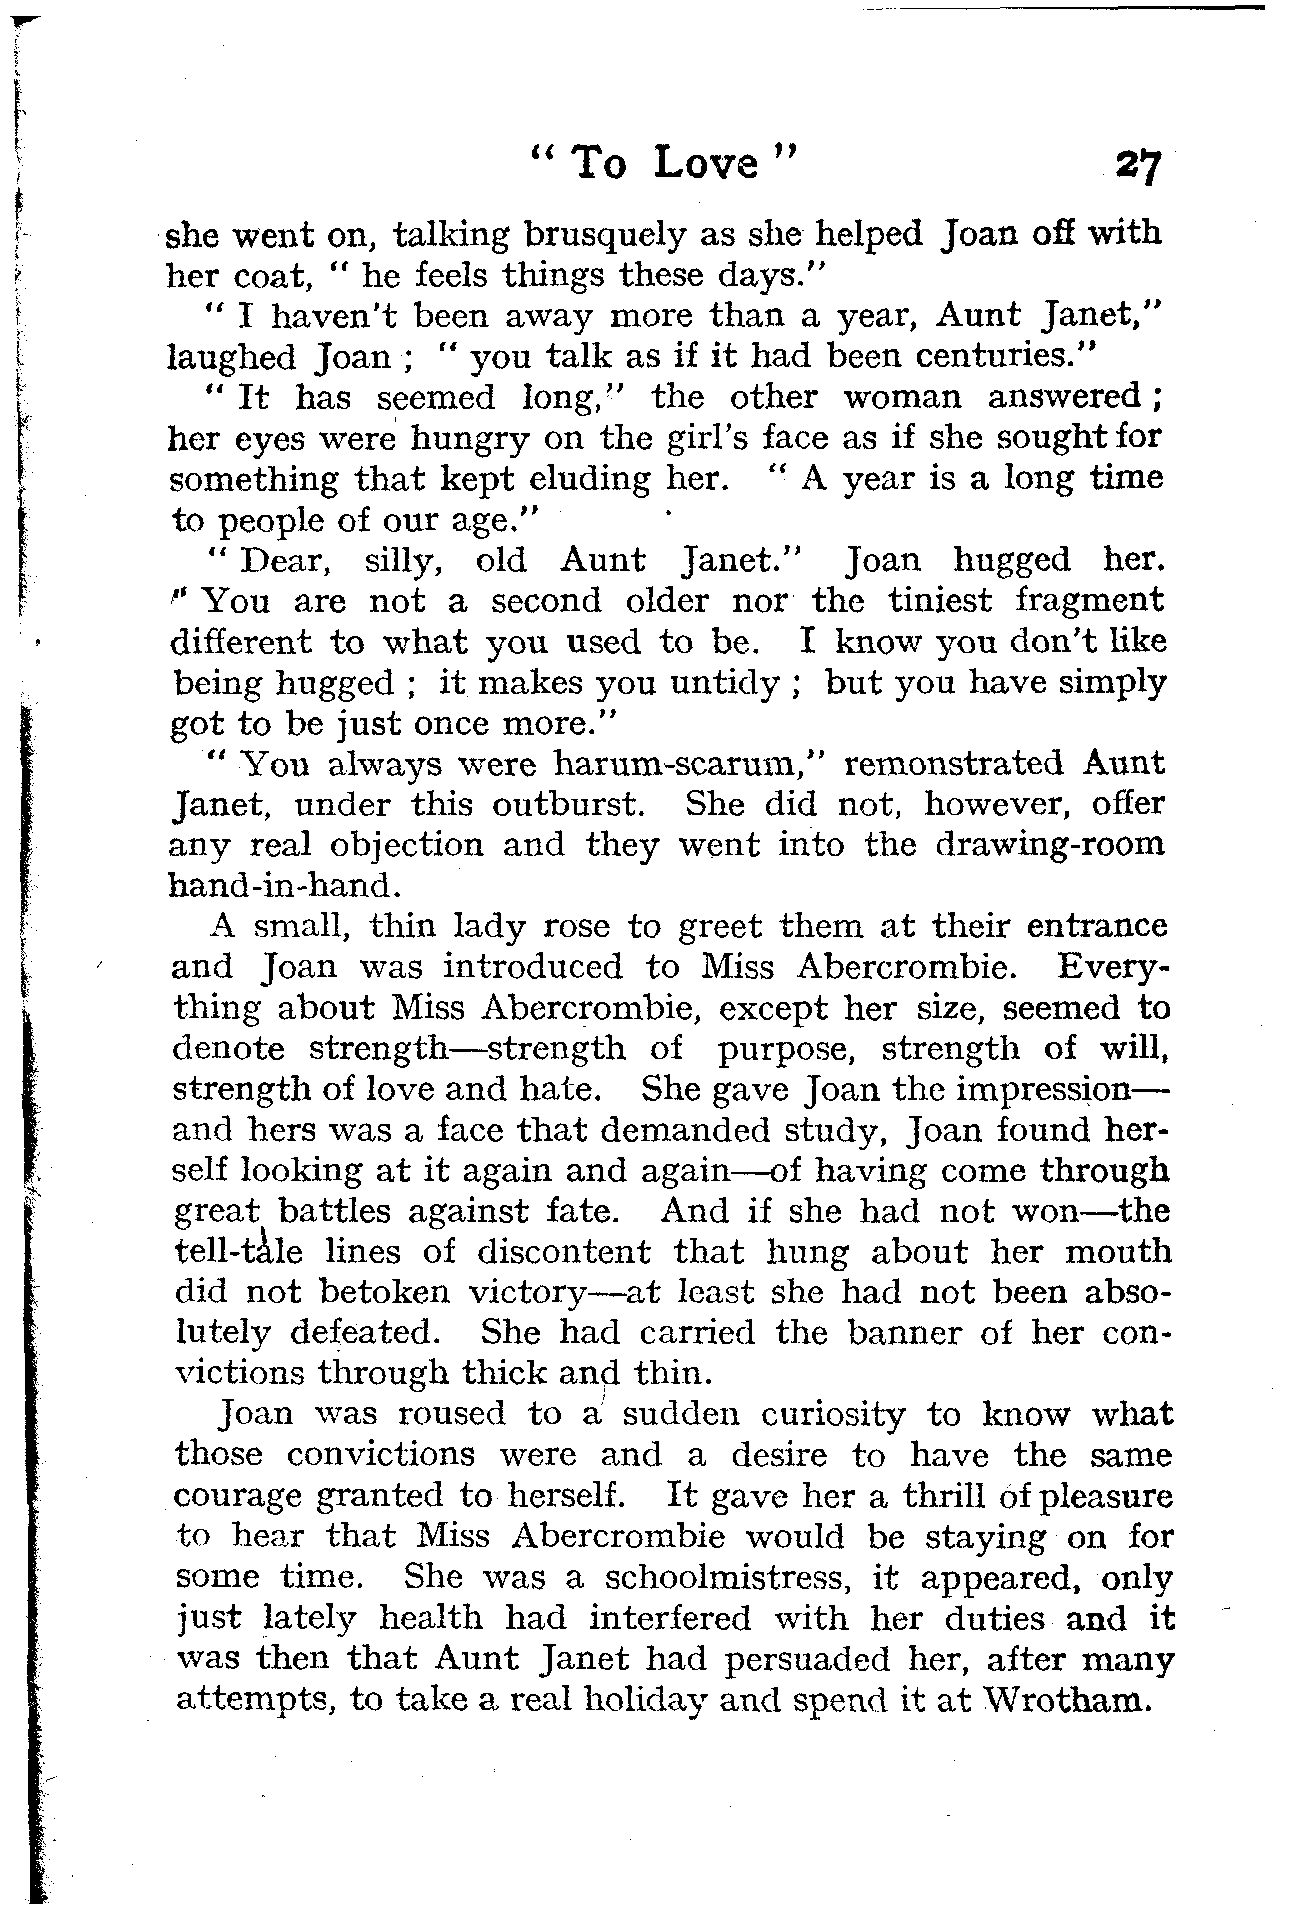 “ To Love ” 27
she went on, talking brusquely as she helped Joan off with
her coat, “ he feels things these days.”
“ I haven't been away more than a year, Aunt Janet,”
laughed Joan ; “ you talk as if it had been centuries.”
“ It has seemed long,” the other woman answered ;
her eyes were hungry on the girl's face as if she sought for
something that kept eluding her. “ A year is a long time
to people of our age.”
“ Dear, silly, old Aunt Janet.” Joan hugged her.
“ You are not a second older nor the tiniest fragment
different to what you used to be. I know you don't like
being hugged ; it makes you untidy ; but you have simply
got to be just once more.”
“ You always were harum-scarum,” remonstrated Aunt
Janet, under this outburst. She did not, however, offer
any real objection and they went into the drawing-room
hand-in-hand.
A small, thin lady rose to greet them at their entrance
and Joan was introduced to Miss Abercrombie. Every-
thing about Miss Abercrombie, except her size, seemed to
denote strength—strength of purpose, strength of will,
strength of love and hate. She gave Joan the impression—
and hers was a face that demanded study, Joan found her-
self looking at it again and again—of having come through
great battles against fate. And if she had not won—the
tell-tale lines of discontent that hung about her mouth
did not betoken victory—at least she had not been abso-
lutely defeated. She had carried the banner of her con-
victions through thick and thin.
Joan was roused to a sudden curiosity to know what
those convictions were and a desire to have the same
courage granted to herself. It gave her a thrill of pleasure
to hear that Miss Abercrombie would be staying on for
some time. She was a schoolmistress, it appeared, only
just lately health had interfered with her duties and it
was then that Aunt Janet had persuaded her, after many
attempts, to take a real holiday and spend it at Wrotham.